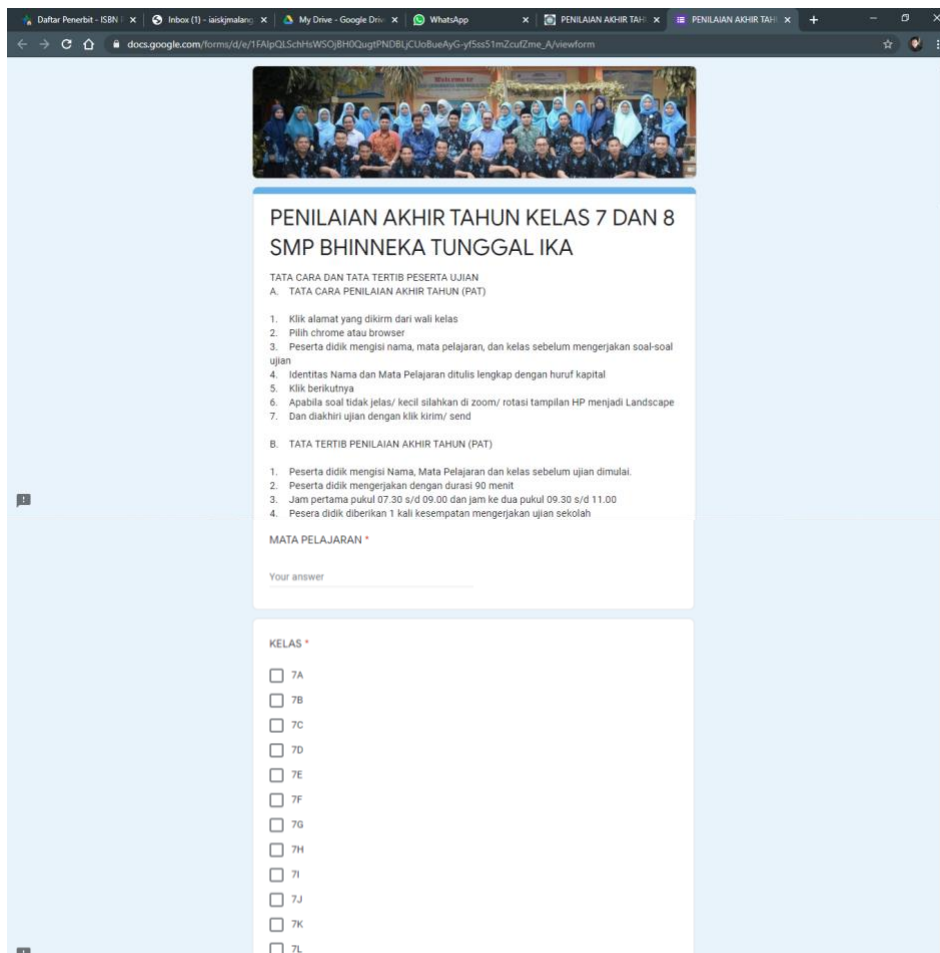 Daftar Penerbit - ISBN
Inbox (1) - iaiskjmalang
My Drive - Google Driv
WhatsApp
PENILAIAN AKHIR TAH
PENILAIAN AKHIR TAH
docs.google.com/forms/d/e/
Welcome to
PENILAIAN AKHIR TAHUN KELAS 7 DAN 8
SMP BHINNEKA TUNGGAL IKA
TATA CARA DAN TATA TERTIB PESERTA UJIAN
A. TATA CARA PENILAIAN AKHIR TAHUN (PAT)
1. Klik alamat yang dikirm dari wali kelas
2. Pilih chrome atau browser
3. Peserta didik mengisi nama, mata pelajaran, dan kelas sebelum mengerjakan soal-soal
ujian
4. Identitas Nama dan Mata Pelajaran ditulis lengkap dengan huruf kapital
5. Klik berikutnya
6. Apabila soal tidak jelas/ kecil silahkan di zoom/ rotasi tampilan HP menjadi Landscape
7. Dan diakhiri ujian dengan klik kirim/ send
B. TATA TERTIB PENILAIAN AKHIR TAHUN (PAT)
1. Peserta didik mengisi Nama, Mata Pelajaran dan kelas sebelum ujian dimulai.
2. Peserta didik mengerjakan dengan durasi 90 menit
3. Jam pertama pukul 07.30 s/d 09.00 dan jam ke dua pukul 09.30 s/d 11.00
4. Pesera didik diberikan 1 kali kesempatan mengerjakan ujian sekolah
MATA PELAJARAN *
Your answer
KELAS *
7A
7B
7C
7D
7E
7F
7G
7H
7I
7J
7K
7L